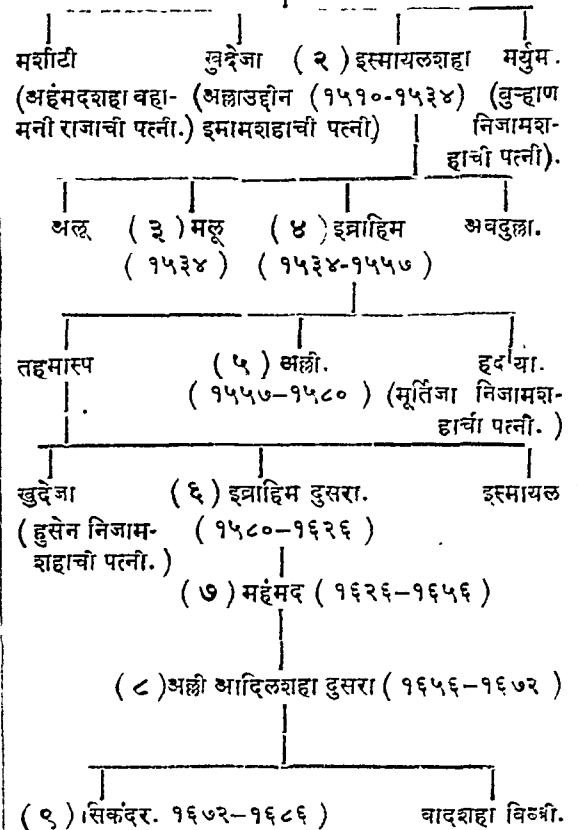 मर्शाटी खुदेजा (२) इस्मायलशहा मर्युम.
(अहंमदशहा वहा- (अल्लाउद्दीन (१५१०-१५३४) (बुऱ्हाण
मनी राजाची पत्नी.) इमामशहाची पत्नी) निजामश-
हाची पत्नी).
अलू (३) मलू (४) इब्राहिम अबदुल्ला.
(१५३४) (१५३४-१५५७)
तहमास्प (५) अल्ली. हदया.
(१५५७-१५८०) (मूर्तिजा निजामश-
हाची पत्नी.)
खुदेजा (६) इब्राहिम दुसरा. इस्मायल
(हुसेन निजाम- (१५८०-१६२६)
शहाची पत्नी.)
(७) महंमद (१६२६-१६५६)
(८) अल्ली आदिलशहा दुसरा (१६५६-१६७२)
(९) सिकंदर. १६७२-१६८६) बादशहा बिब्बी.